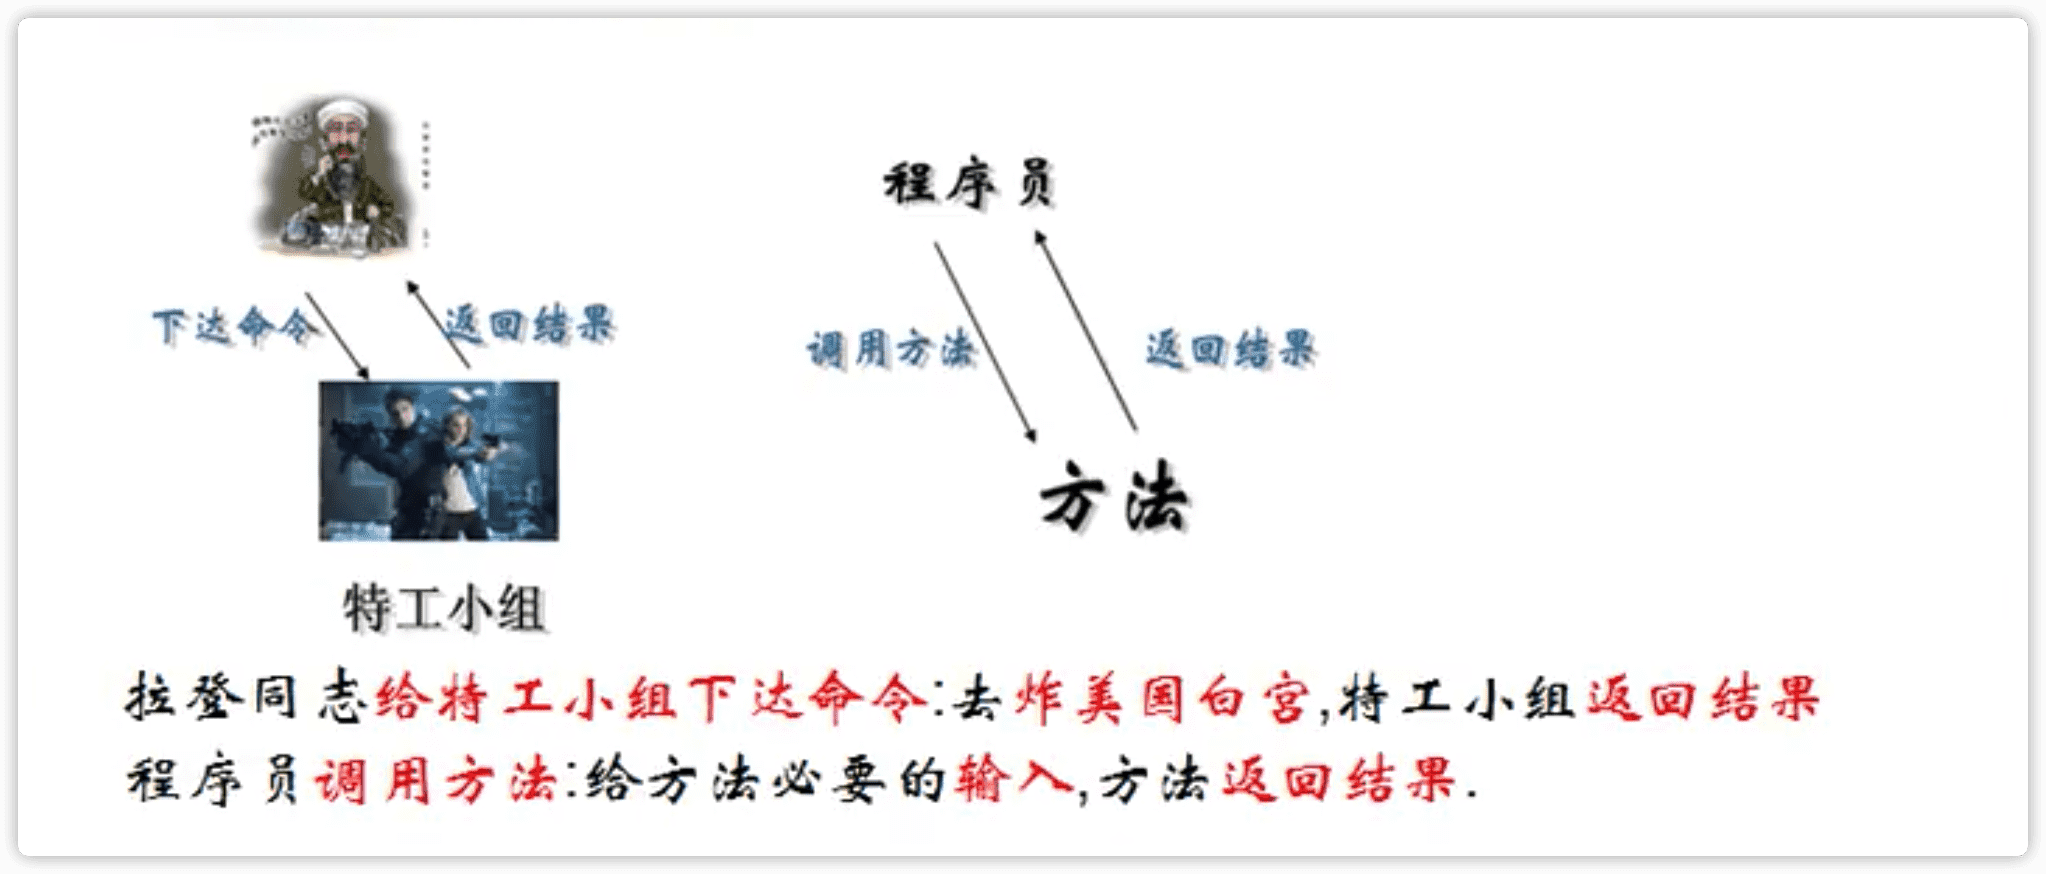 程序员
下达命令
返回结果
调用方法
返回结果
方法
特工小组
拉登同志给特工小组下达命令:去炸美国白宫,特工小组返回结果
程序员调用方法:给方法必要的输入,方法返回结果.